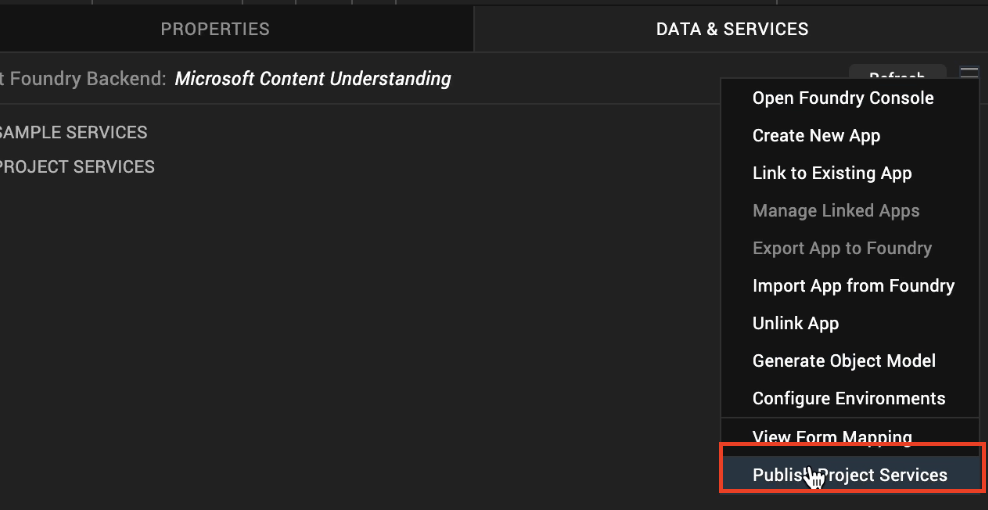 PROPERTIES
DATA & SERVICES
t Foundry Backend: Microsoft Content Understanding
Refresh
SAMPLE SERVICES
PROJECT SERVICES
Open Foundry Console
Create New App
Link to Existing App
Manage Linked Apps
Export App to Foundry
Import App from Foundry
Unlink App
Generate Object Model
Configure Environments
View Form Mapping
Publish Project Services